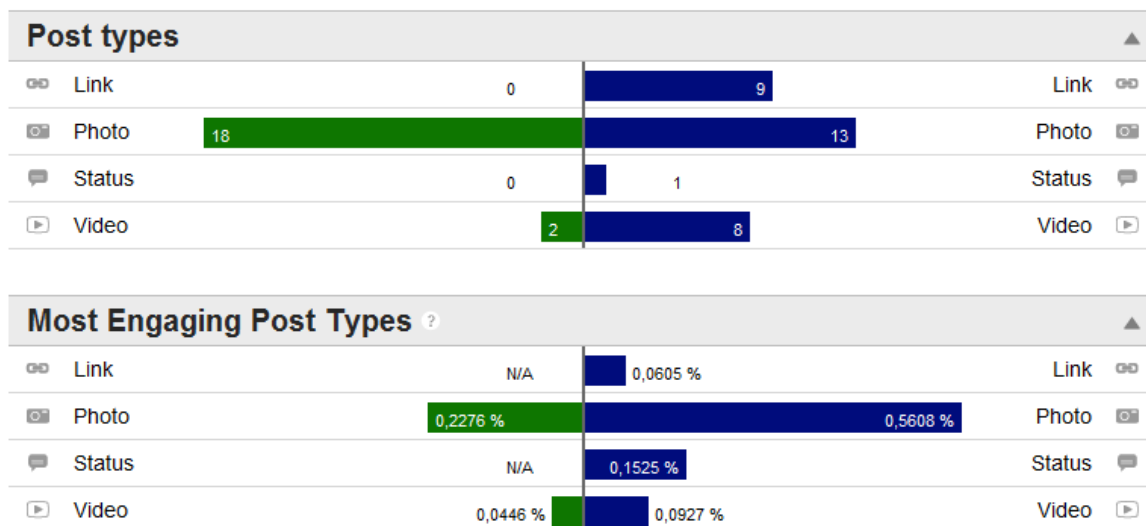 Post types
Link 0 9 Link
Photo 18 13 Photo
Status 0 1 Status
Video 2 8 Video
Most Engaging Post Types ?
Link N/A 0,0605 % Link
Photo 0,2276 % 0,5608 % Photo
Status N/A 0,1525 % Status
Video 0,0446 % 0,0927 % Video